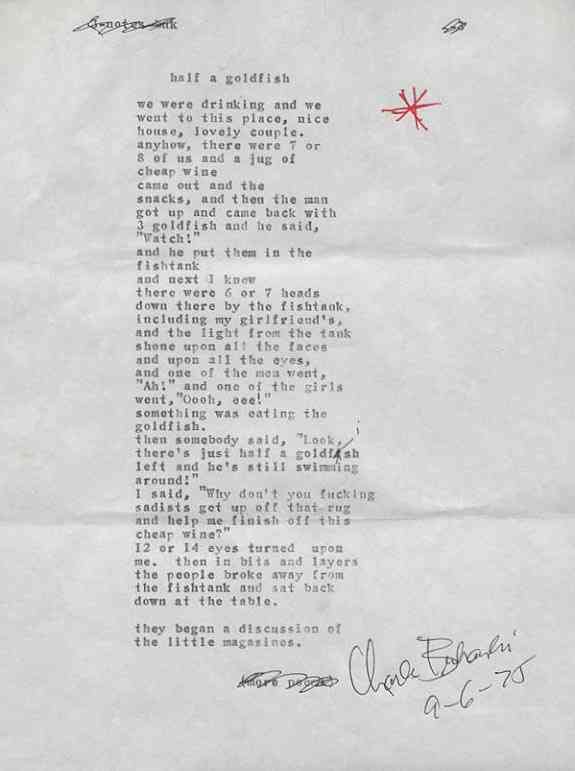 half a goldfish
we were drinking and we
went to this place, nice
house, lovely couple.
anyhow, there were 7 or
8 of us and a jug of
cheap wine
came out and the
snacks, and then the man
got up and came back with
3 goldfish and he said,
"Watch!"
and he put them in the
fishtank
and next I knew
there were 6 or 7 heads
down there by the fishtank,
including my girlfriend's,
and the light from the tank
shone upon all the faces
and upon all the eyes,
and one of the men went,
"Ah!" and one of the girls
went,"Oooh, eee!"
something was eating the
goldfish.
then somebody said, "Look,
there's just half a goldfish
left and he's still swimming
around!"
I said, "Why don't you fucking
sadists get up off that rug
and help me finish off this
cheap wine?"
12 or 14 eyes turned upon
me. then in bits and layers
the people broke away from
the fishtank and sat back
down at the table.
they began a discussion of
the little magazines.
Charles Bukowski
9-6-75